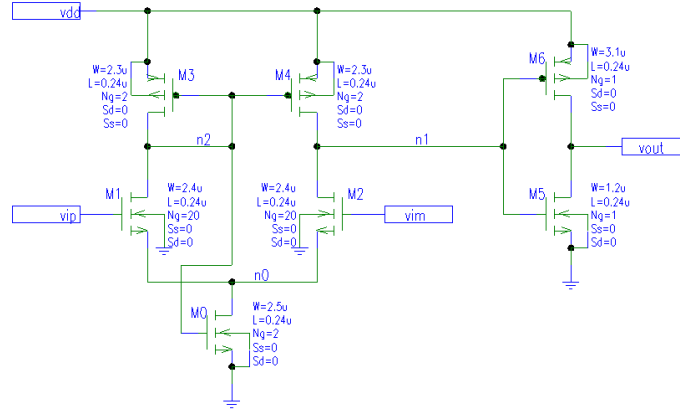 vdd
M3
W=2.3u
L=0.24u
Ng=2
Sd=0
Ss=0
M4
W=2.3u
L=0.24u
Ng=2
Sd=0
Ss=0
M6
W=3.1u
L=0.24u
Ng=1
Sd=0
Ss=0
n2
n1
vout
M1
W=2.4u
L=0.24u
Ng=20
Ss=0
Sd=0
vip
W=2.4u
L=0.24u
Ng=20
Ss=0
Sd=0
M2
vim
M5
W=1.2u
L=0.24u
Ng=1
Ss=0
Sd=0
n0
M0
W=2.5u
L=0.24u
Ng=2
Ss=0
Sd=0